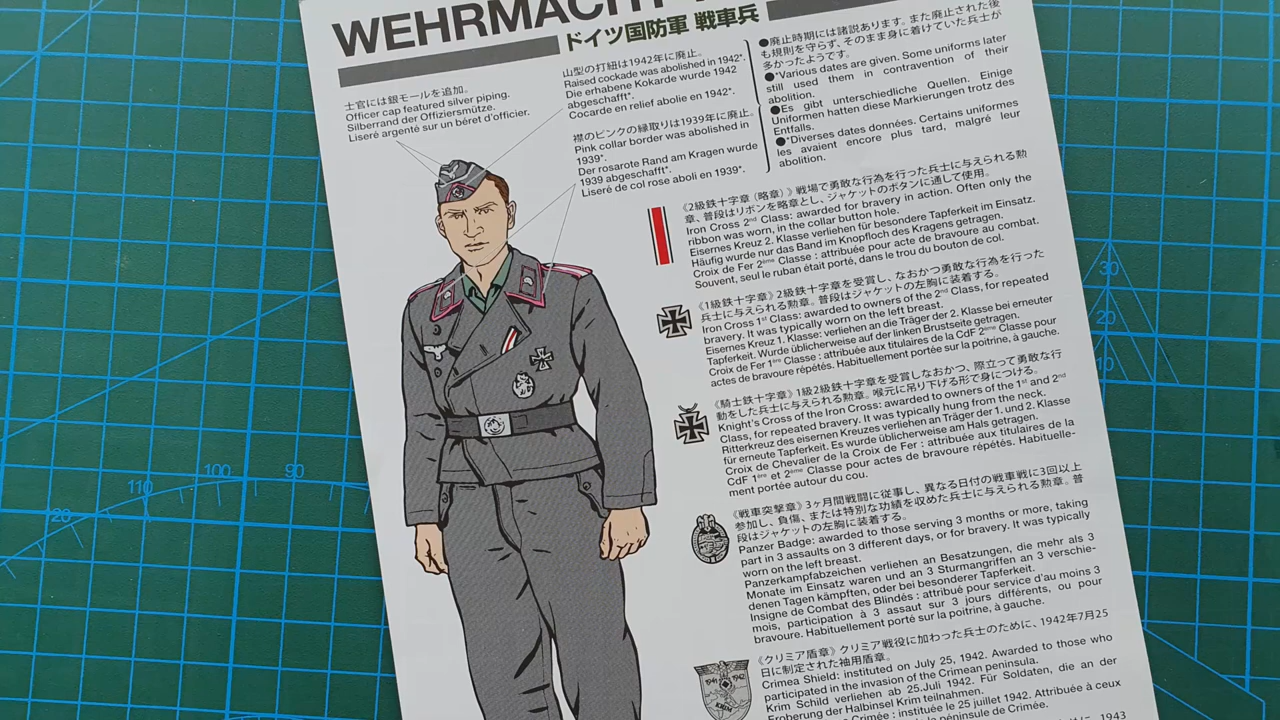 WEHRMACHT
ドイツ国防軍 戦車兵
士官には銀モールを追加。
Officer cap featured silver piping.
Silberrand der Offiziersmütze.
Liseré argenté sur un béret d'officier.
山型の打紐は1942年に廃止。
Raised cockade was abolished in 1942*.
Die erhabene Kokarde wurde 1942
abgeschafft*.
Cocarde en relief abolie en 1942*.
襟のピンクの縁取りは1939年に廃止。
Pink collar border was abolished in
1939*.
Der rosarote Rand am Kragen wurde
1939 abgeschafft*.
Liseré de col rose aboli en 1939*.
●廃止時期には諸説あります。また廃止された後
も規則を守らず、そのまま身に着けていた兵士が
多かったようです。
●*Various dates are given. Some uniforms later
still used them in contravention of their
abolition.
●Es gibt unterschiedliche Quellen. Einige
Uniformen hatten diese Markierungen trotz des
Entfalls.
●*Diverses dates données. Certains uniformes
les avaient encore plus tard, malgré leur
abolition.
《2級鉄十字章（略章）》戦場で勇敢な行為を行った兵士に与えられる勲
章、普段はリボンを略章とし、ジャケットのボタンに通して使用。
Iron Cross 2nd Class: awarded for bravery in action. Often only the
ribbon was worn, in the collar button hole.
Eisernes Kreuz 2. Klasse verliehen für besondere Tapferkeit im Einsatz.
Häufig wurde nur das Band im Knopfloch des Kragens getragen.
Croix de Fer 2ème Classe : attribuée pour acte de bravoure au combat.
Souvent, seul le ruban était porté, dans le trou du bouton de col.
《1級鉄十字章》2級鉄十字章を受賞し、なおかつ勇敢な行為を行った
兵士に与えられる勲章。普段はジャケットの左胸に装着する。
Iron Cross 1st Class: awarded to owners of the 2nd Class, for repeated
bravery. It was typically worn on the left breast.
Eisernes Kreuz 1. Klasse: verliehen an die Träger der 2. Klasse bei erneuter
Tapferkeit. Wurde üblicherweise auf der linken Brustseite getragen.
Croix de Fer 1ère Classe : attribuée aux titulaires de la CdF 2ème Classe pour
actes de bravoure répétés. Habituellement portée sur la poitrine, à gauche.
《騎士鉄十字章》1級2級鉄十字章を受賞しなおかつ、際立って勇敢な行
動をした兵士に与えられる勲章。喉元に吊り下げる形で身につける。
Knight's Cross of the Iron Cross: awarded to owners of the 1st and 2nd
Class, for repeated bravery. It was typically hung from the neck.
Ritterkreuz des eisernen Kreuzes verliehen an Träger der 1. und 2. Klasse
für erneute Tapferkeit. Es wurde üblicherweise am Hals getragen.
Croix de Chevalier de la Croix de Fer : attribuée aux titulaires de la
CdF 1ère et 2ème Classe pour actes de bravoure répétés. Habituelle-
ment portée autour du cou.
《戦車突撃章》3ヶ月間戦闘に従事し、異なる日付の戦車戦に3回以上
参加し、負傷、または特別な功績を収めた兵士に与えられる勲章。普
段はジャケットの左胸に装着する。
Panzer Badge: awarded to those serving 3 months or more, taking
part in 3 assaults on 3 different days, or for bravery. It was typically
worn on the left breast.
Panzerkampfabzeichen verliehen an Besatzungen, die mehr als 3
Monate im Einsatz waren und an 3 Sturmangriffen an 3 verschie-
denen Tagen kämpften, oder bei besonderer Tapferkeit.
Insigne de Combat des Blindés : attribué pour service d'au moins 3
mois, participation à 3 assaut sur 3 jours différents, ou pour
bravoure. Habituellement porté sur la poitrine, à gauche.
《クリミア盾章》クリミア戦役に加わった兵士のために、1942年7月25
日に制定された袖用盾章。
Crimea Shield: instituted on July 25, 1942. Awarded to those who
participated in the invasion of the Crimean peninsula.
Krim Schild verliehen ab 25.Juli 1942. Für Soldaten, die an der
Eroberung der Halbinsel Krim teilnahmen.
Crimée : instituée le 25 juillet 1942. Attribuée à ceux
péninsule de Crimée.
1943
1941 1942
KRIM
30
20
10
110
100
90
20